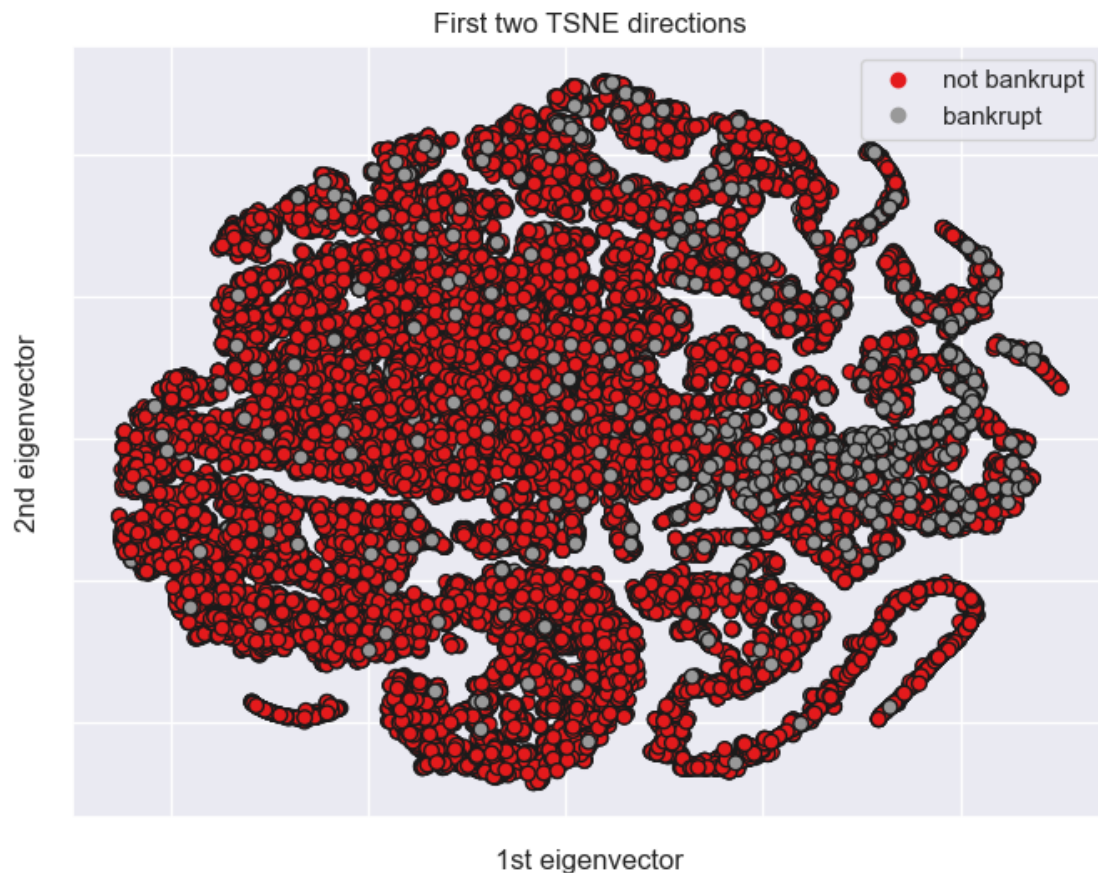 First two TSNE directions
not bankrupt
bankrupt
2nd eigenvector
1st eigenvector